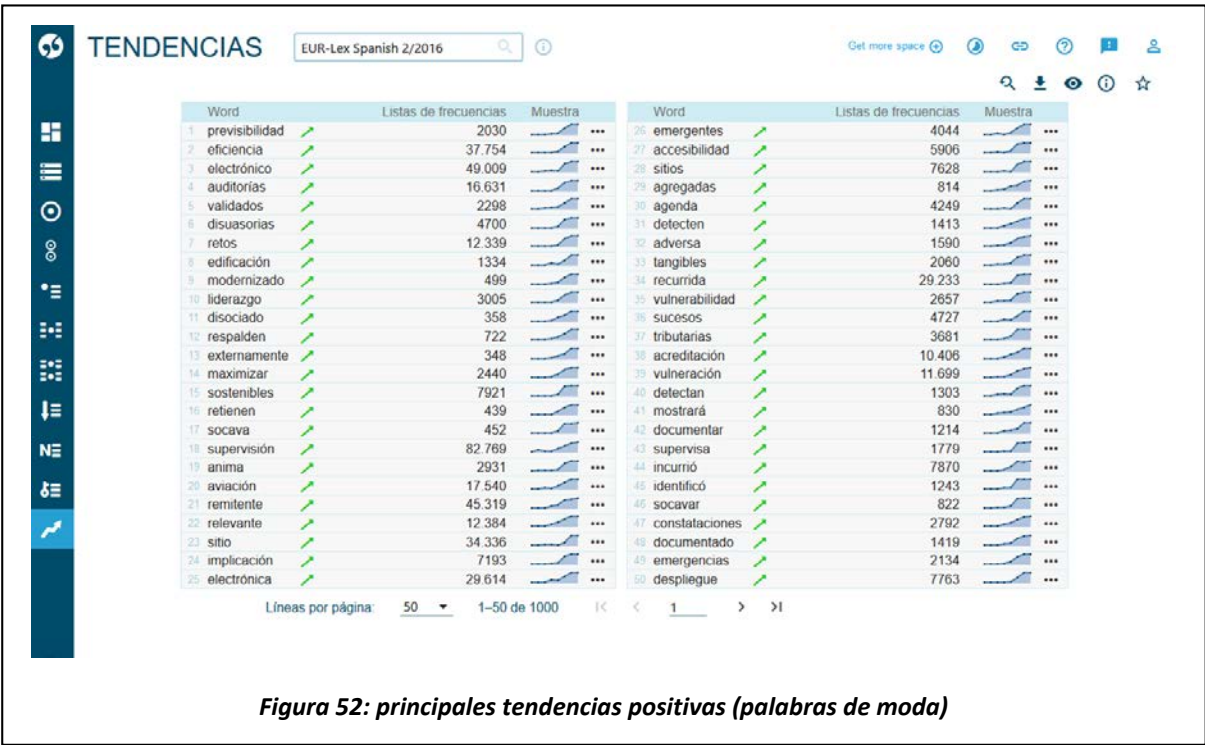 TENDENCIAS
EUR-Lex Spanish 2/2016
Get more space
Word Listas de frecuencias Muestra
1 previsibilidad 2030
2 eficiencia 37.754
3 electrónico 49.009
4 auditorías 16.631
5 validados 2298
6 disuasorias 4700
7 retos 12.339
8 edificación 1334
9 modernizado 499
10 liderazgo 3005
11 disociado 358
12 respalden 722
13 externamente 348
14 maximizar 2440
15 sostenibles 7921
16 retienen 439
17 socava 452
18 supervisión 82.769
19 anima 2931
20 aviación 17.540
21 remitente 45.319
22 relevante 12.384
23 sitio 34.336
24 implicación 7193
25 electrónica 29.614
Word Listas de frecuencias Muestra
26 emergentes 4044
27 accesibilidad 5906
28 sitios 7628
29 agregadas 814
30 agenda 4249
31 detecten 1413
32 adversa 1590
33 tangibles 2060
34 recurrida 29.233
35 vulnerabilidad 2657
36 sucesos 4727
37 tributarias 3681
38 acreditación 10.406
39 vulneración 11.699
40 detectan 1303
41 mostrará 830
42 documentar 1214
43 supervisa 1779
44 incurrió 7870
45 identificó 1243
46 socavar 822
47 constataciones 2792
48 documentado 1419
49 emergencias 2134
50 despliegue 7763
Líneas por página: 50 1–50 de 1000 1
Figura 52: principales tendencias positivas (palabras de moda)